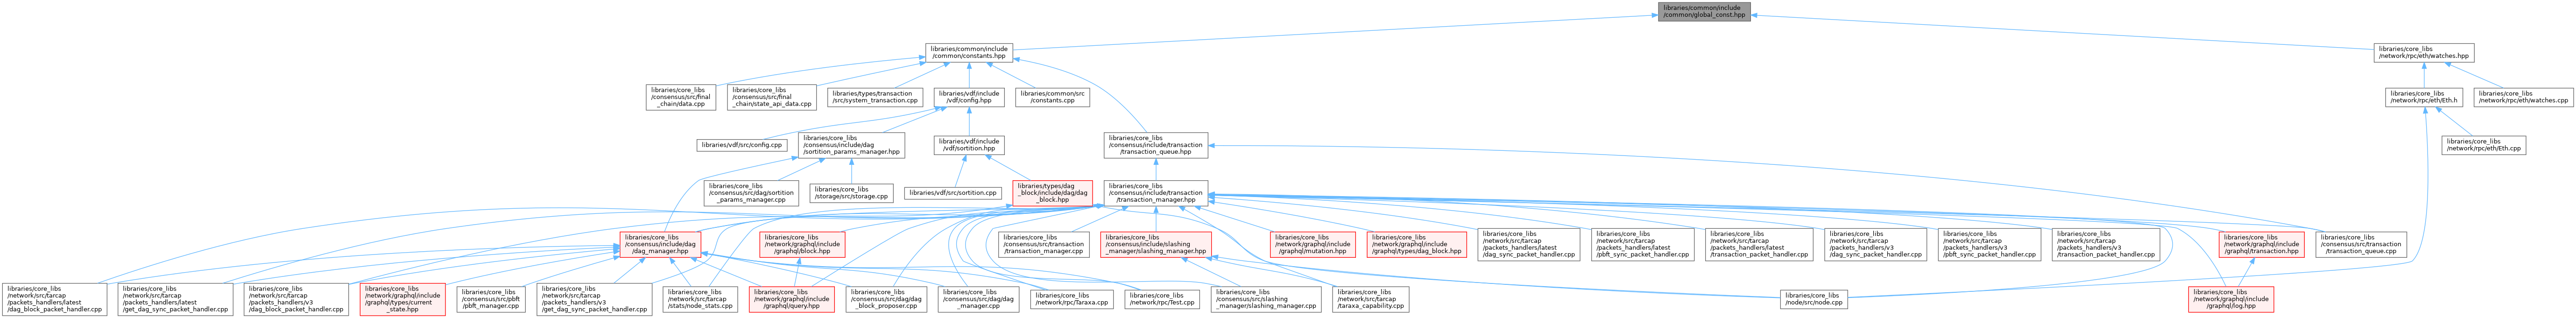 libraries/common/include
/common/global_const.hpp
libraries/common/include
/common/constants.hpp
libraries/core_libs
/network/rpc/eth/watches.hpp
libraries/core_libs
/consensus/src/final
_chain/data.cpp
libraries/core_libs
/consensus/src/final
_chain/state_api_data.cpp
libraries/types/transaction
/src/system_transaction.cpp
libraries/vdf/include
/vdf/config.hpp
libraries/common/src
/constants.cpp
libraries/core_libs
/network/rpc/eth/Eth.h
libraries/core_libs
/network/rpc/eth/watches.cpp
libraries/vdf/src/config.cpp
libraries/core_libs
/consensus/include/dag
/sortition_params_manager.hpp
libraries/vdf/include
/vdf/sortition.hpp
libraries/core_libs
/consensus/include/transaction
/transaction_queue.hpp
libraries/core_libs
/network/rpc/eth/Eth.cpp
libraries/core_libs
/consensus/src/dag/sortition
_params_manager.cpp
libraries/core_libs
/storage/src/storage.cpp
libraries/vdf/src/sortition.cpp
libraries/types/dag
_block/include/dag/dag
_block.hpp
libraries/core_libs
/consensus/include/transaction
/transaction_manager.hpp
libraries/core_libs
/consensus/include/dag
/dag_manager.hpp
libraries/core_libs
/network/graphql/include
/graphql/block.hpp
libraries/core_libs
/consensus/src/transaction
/transaction_manager.cpp
libraries/core_libs
/consensus/include/slashing
_manager/slashing_manager.hpp
libraries/core_libs
/network/graphql/include
/graphql/mutation.hpp
libraries/core_libs
/network/graphql/include
/graphql/types/dag_block.hpp
libraries/core_libs
/network/src/tarcap
/packets_handlers/latest
/dag_sync_packet_handler.cpp
libraries/core_libs
/network/src/tarcap
/packets_handlers/latest
/pbft_sync_packet_handler.cpp
libraries/core_libs
/network/src/tarcap
/packets_handlers/latest
/transaction_packet_handler.cpp
libraries/core_libs
/network/src/tarcap
/packets_handlers/v3
/dag_sync_packet_handler.cpp
libraries/core_libs
/network/src/tarcap
/packets_handlers/v3
/pbft_sync_packet_handler.cpp
libraries/core_libs
/network/src/tarcap
/packets_handlers/v3
/transaction_packet_handler.cpp
libraries/core_libs
/network/graphql/include
/graphql/transaction.hpp
libraries/core_libs
/consensus/src/transaction
/transaction_queue.cpp
libraries/core_libs
/network/src/tarcap
/packets_handlers/latest
/dag_block_packet_handler.cpp
libraries/core_libs
/network/src/tarcap
/packets_handlers/latest
/get_dag_sync_packet_handler.cpp
libraries/core_libs
/network/src/tarcap
/packets_handlers/v3
/dag_block_packet_handler.cpp
libraries/core_libs
/network/graphql/include
/graphql/types/current
_state.hpp
libraries/core_libs
/consensus/src/pbft
/pbft_manager.cpp
libraries/core_libs
/network/src/tarcap
/packets_handlers/v3
/get_dag_sync_packet_handler.cpp
libraries/core_libs
/network/src/tarcap
/stats/node_stats.cpp
libraries/core_libs
/network/graphql/include
/graphql/query.hpp
libraries/core_libs
/consensus/src/dag/dag
_block_proposer.cpp
libraries/core_libs
/consensus/src/dag/dag
_manager.cpp
libraries/core_libs
/network/rpc/Taraxa.cpp
libraries/core_libs
/network/rpc/Test.cpp
libraries/core_libs
/consensus/src/slashing
_manager/slashing_manager.cpp
libraries/core_libs
/network/src/tarcap
/taraxa_capability.cpp
libraries/core_libs
/node/src/node.cpp
libraries/core_libs
/network/graphql/include
/graphql/log.hpp